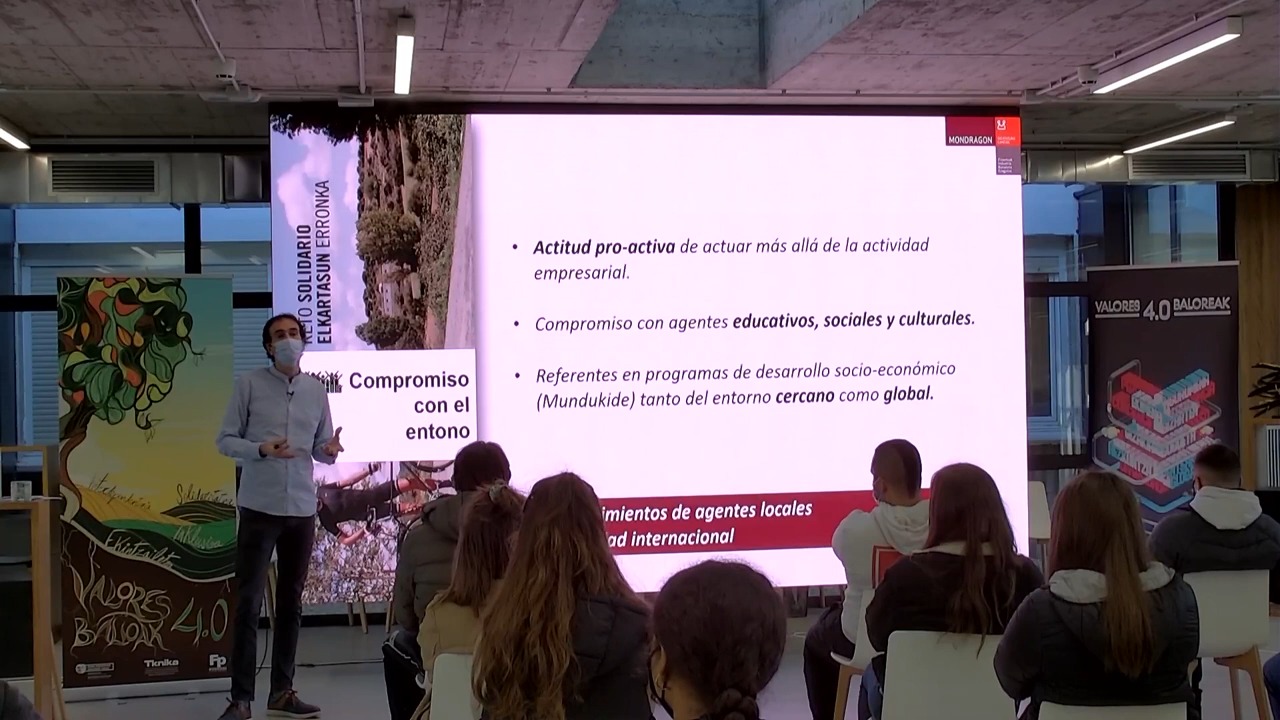 MONDRAGON
RETO SOLIDARIO
ELKARTASUN ERRONKA
• Actitud pro-activa de actuar más allá de la actividad
empresarial.
• Compromiso con agentes educativos, sociales y culturales.
• Referentes en programas de desarrollo socio-económico
(Mundukide) tanto del entorno cercano como global.
Compromiso
con el
entono
imientos de agentes locales
ad internacional
VALORES 4.0 BALOREAK
VALORES
BALOAK 4.0
Tknika
Fp